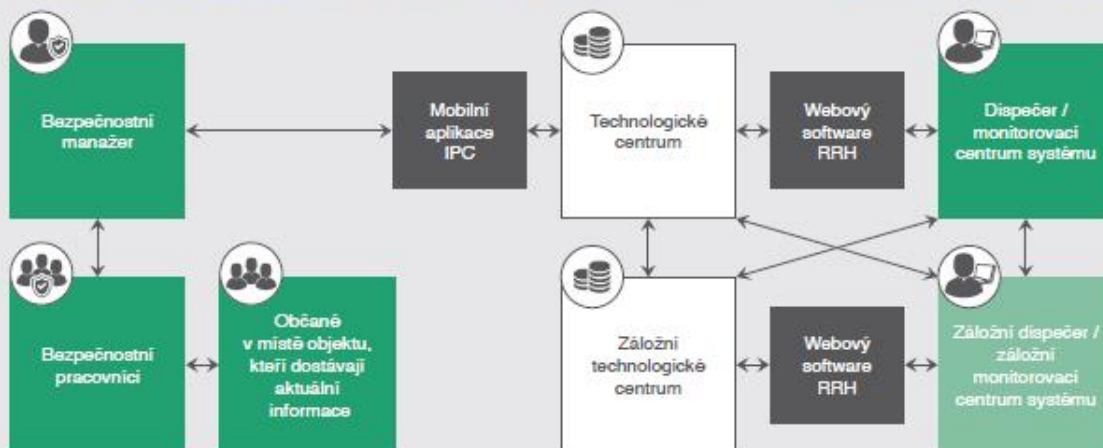 Bezpečnostní
manažer
Mobilní
aplikace
IPC
Technologické
centrum
Webový
software
RRH
Dispečer /
monitorovací
centrum systému
Bezpečnostní
pracovníci
Občané
v místě objektu,
kteří dostávají
aktuální
informace
Záložní
technologické
centrum
Webový
software
RRH
Záložní dispečer /
záložní
monitorovací
centrum systému